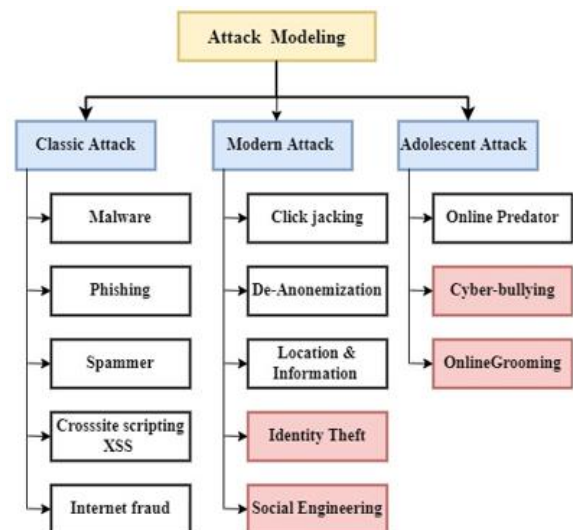 Attack Modeling
Classic Attack
Malware
Phishing
Spammer
Crosssite scripting
XSS
Internet fraud
Modern Attack
Click jacking
De-Anonemization
Location &
Information
Identity Theft
Social Engineering
Adolescent Attack
Online Predator
Cyber-bullying
OnlineGrooming